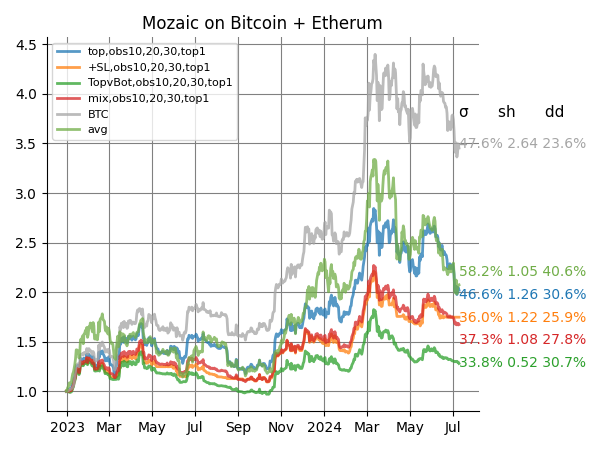 Mozaic on Bitcoin + Etherum
top,obs10,20,30,top1
+SL,obs10,20,30,top1
TopvBot,obs10,20,30,top1
mix,obs10,20,30,top1
BTC
avg
4.5
4.0
3.5
3.0
2.5
2.0
1.5
1.0
σ sh dd
47.6% 2.64 23.6%
58.2% 1.05 40.6%
46.6% 1.26 30.6%
36.0% 1.22 25.9%
37.3% 1.08 27.8%
33.8% 0.52 30.7%
2023 Mar May Jul Sep Nov 2024 Mar May Jul